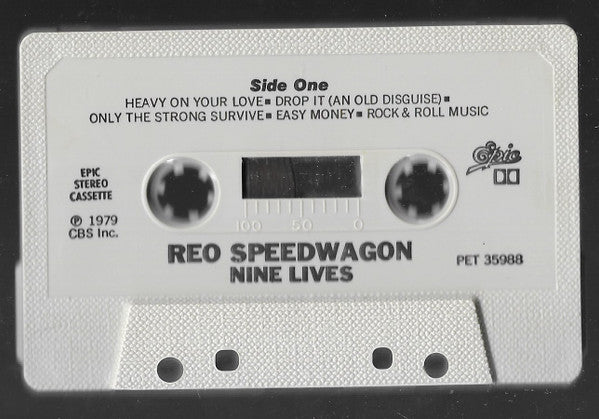 Side One
HEAVY ON YOUR LOVE■ DROP IT (AN OLD DISGUISE)■
ONLY THE STRONG SURVIVE■ EASY MONEY■ ROCK & ROLL MUSIC
EPIC
STEREO
CASSETTE
℗ 1979
CBS Inc.
Epic
100 50 0
REO SPEEDWAGON
NINE LIVES
PET 35988